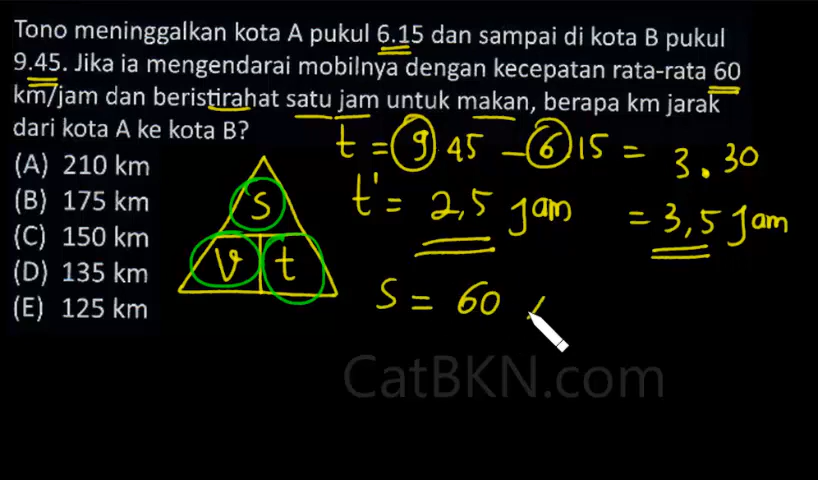 Tono meninggalkan kota A pukul 6.15 dan sampai di kota B pukul
9.45. Jika ia mengendarai mobilnya dengan kecepatan rata-rata 60
km/jam dan beristirahat satu jam untuk makan, berapa km jarak
dari kota A ke kota B?
t = 9 45 - 6.15 = 3.30
(A) 210 km
(B) 175 km
(C) 150 km
(D) 135 km
(E) 125 km
S
V t
t' = 2,5 jam = 3,5 jam
S = 60
CatBKN.com